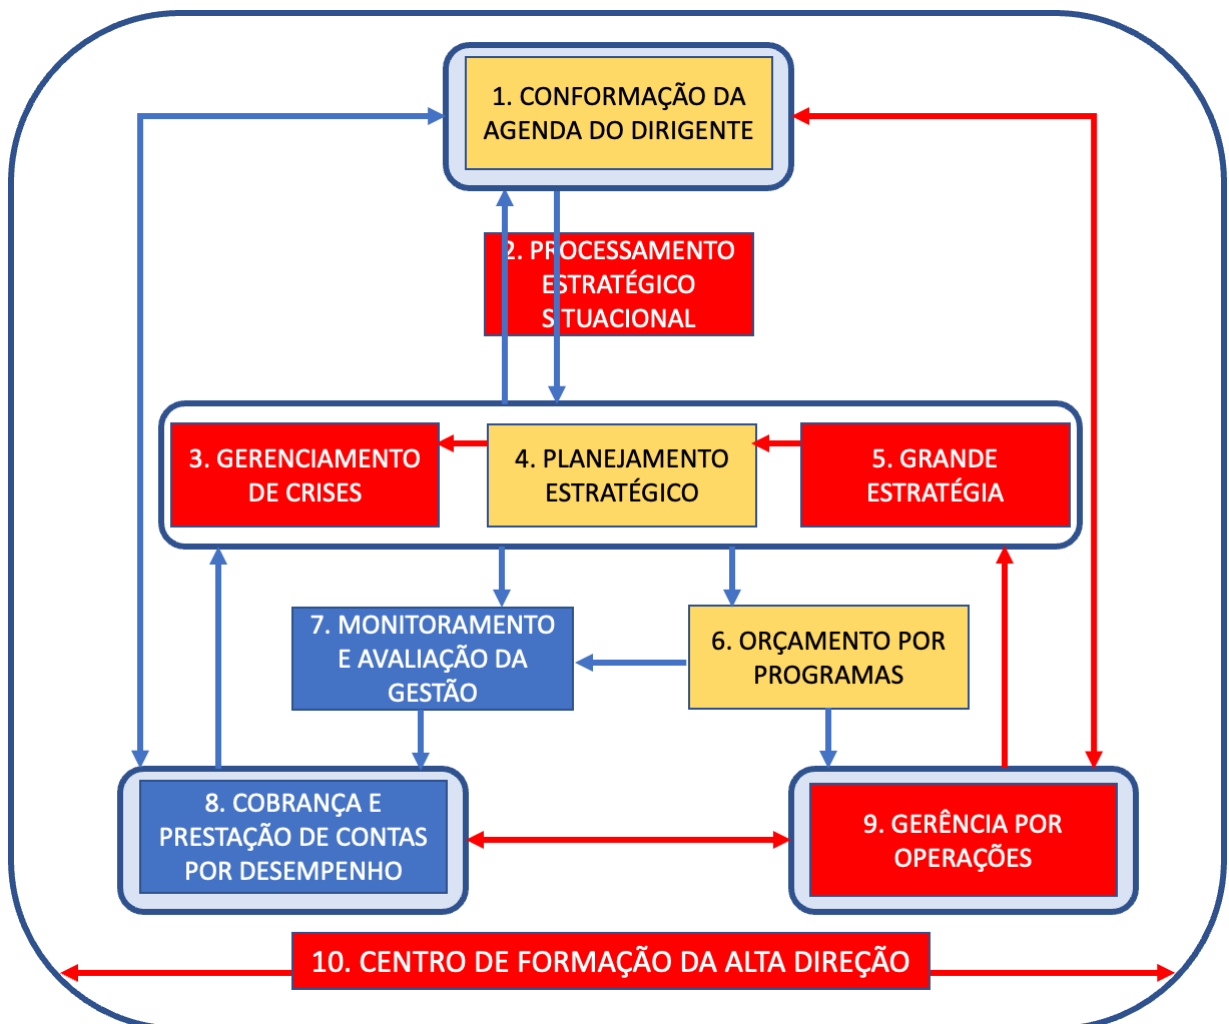 1. CONFORMAÇÃO DA
AGENDA DO DIRIGENTE
2. PROCESSAMENTO
ESTRATÉGICO
SITUACIONAL
3. GERENCIAMENTO
DE CRISES
4. PLANEJAMENTO
ESTRATÉGICO
5. GRANDE
ESTRATÉGIA
7. MONITORAMENTO
E AVALIAÇÃO DA
GESTÃO
6. ORÇAMENTO POR
PROGRAMAS
8. COBRANÇA E
PRESTAÇÃO DE CONTAS
POR DESEMPENHO
9. GERÊNCIA POR
OPERAÇÕES
10. CENTRO DE FORMAÇÃO DA ALTA DIREÇÃO